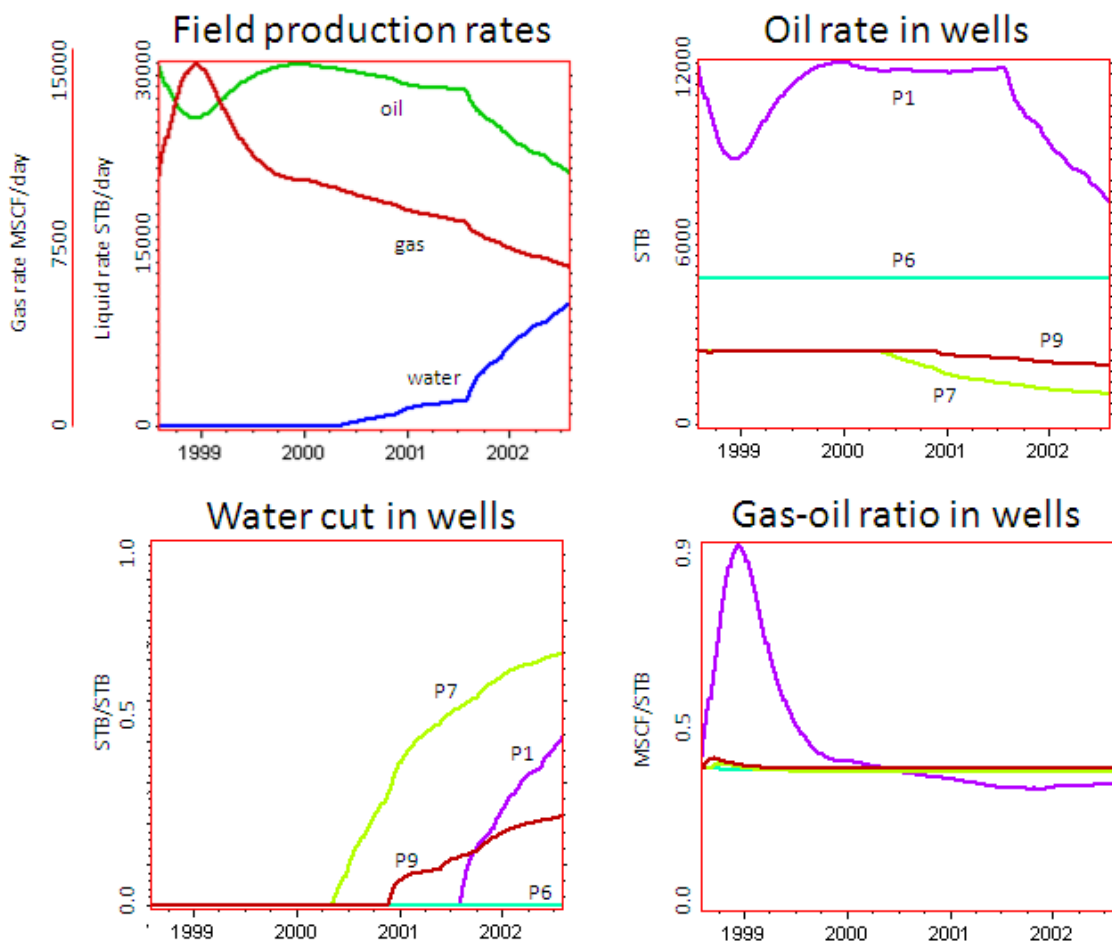 Field production rates
Gas rate MSCF/day
15000
7500
0
Liquid rate STB/day
30000
15000
0
oil
gas
water
1999
2000
2001
2002
Oil rate in wells
STB
12000
6000
0
P1
P6
P9
P7
1999
2000
2001
2002
Water cut in wells
STB/STB
1.0
0.5
0.0
P7
P1
P9
P6
1999
2000
2001
2002
Gas-oil ratio in wells
MSCF/STB
0.9
0.5
0.0
1999
2000
2001
2002